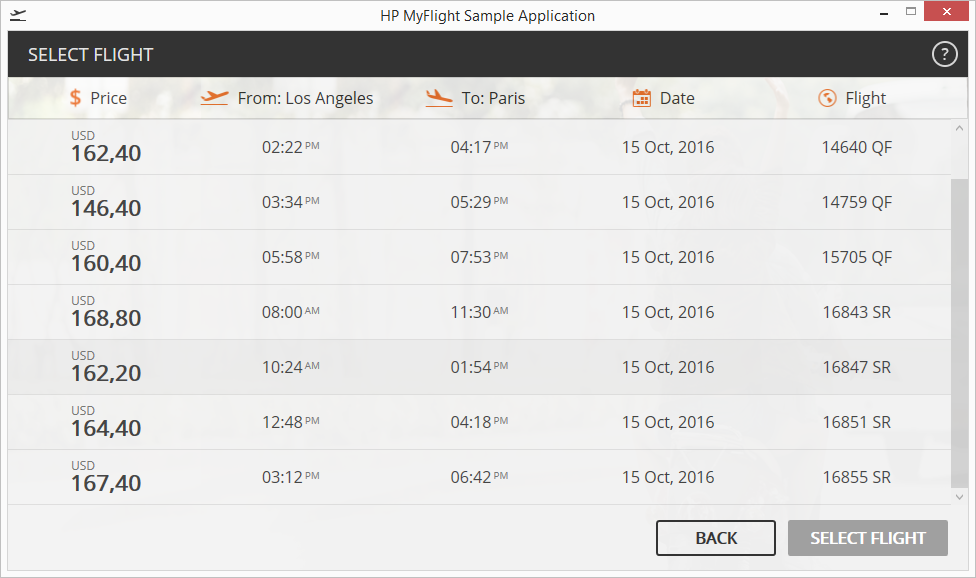 HP MyFlight Sample Application
SELECT FLIGHT ?
$ Price From: Los Angeles To: Paris Date Flight
USD
162,40 02:22 PM 04:17 PM 15 Oct, 2016 14640 QF
USD
146,40 03:34 PM 05:29 PM 15 Oct, 2016 14759 QF
USD
160,40 05:58 PM 07:53 PM 15 Oct, 2016 15705 QF
USD
168,80 08:00 AM 11:30 AM 15 Oct, 2016 16843 SR
USD
162,20 10:24 AM 01:54 PM 15 Oct, 2016 16847 SR
USD
164,40 12:48 PM 04:18 PM 15 Oct, 2016 16851 SR
USD
167,40 03:12 PM 06:42 PM 15 Oct, 2016 16855 SR
BACK SELECT FLIGHT